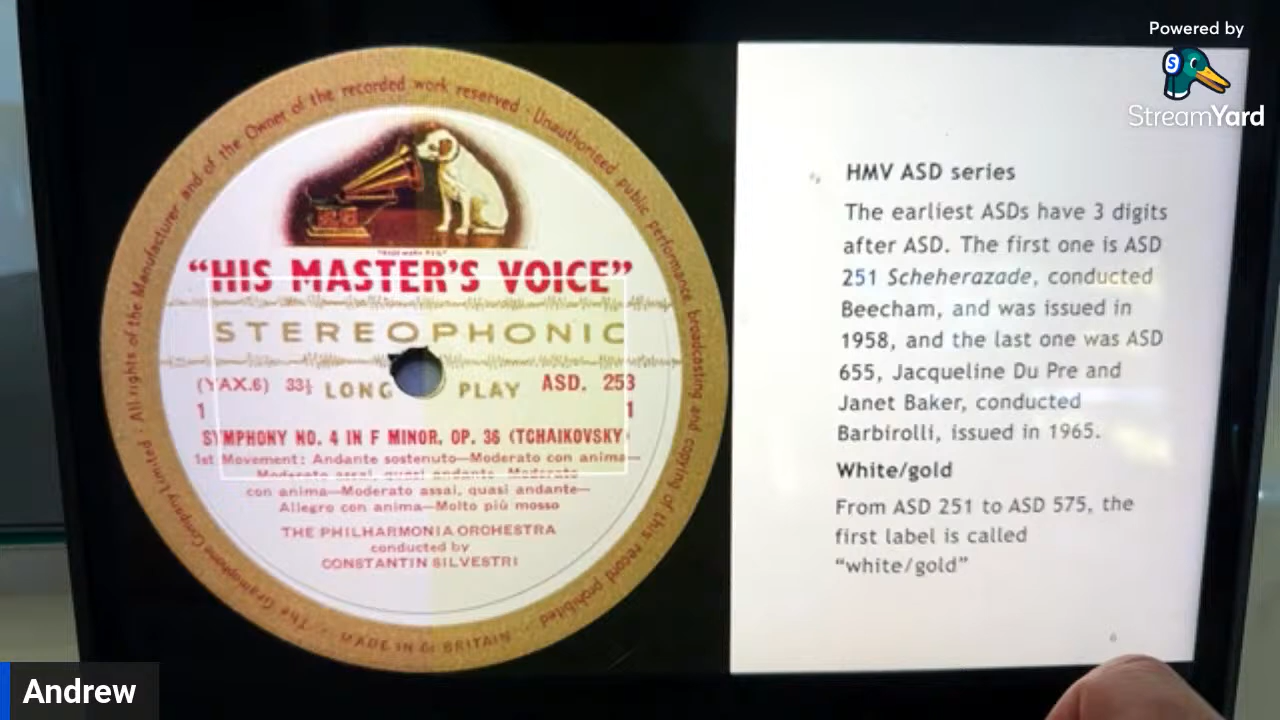 Powered by
StreamYard
All rights of the Manufacturer and of the Owner of the recorded work reserved · Unauthorised public performance broadcasting and copying of this record prohibited
"HIS MASTER'S VOICE"
STEREOPHONIC
(YAX.6) 33⅓ LONG PLAY ASD. 253
1 1
SYMPHONY NO. 4 IN F MINOR, OP. 36 (TCHAIKOVSKY
1st Movement: Andante sostenuto—Moderato con anima—
Moderato assai, quasi andante—Moderato
con anima—Moderato assai, quasi andante—
Allegro con anima—Molto più mosso
THE PHILHARMONIA ORCHESTRA
conducted by
CONSTANTIN SILVESTRI
MADE IN Gt BRITAIN
The Gramophone Company Limited ·
HMV ASD series
The earliest ASDs have 3 digits
after ASD. The first one is ASD
251 Scheherazade, conducted
Beecham, and was issued in
1958, and the last one was ASD
655, Jacqueline Du Pre and
Janet Baker, conducted
Barbirolli, issued in 1965.
White/gold
From ASD 251 to ASD 575, the
first label is called
"white/gold"
6
Andrew